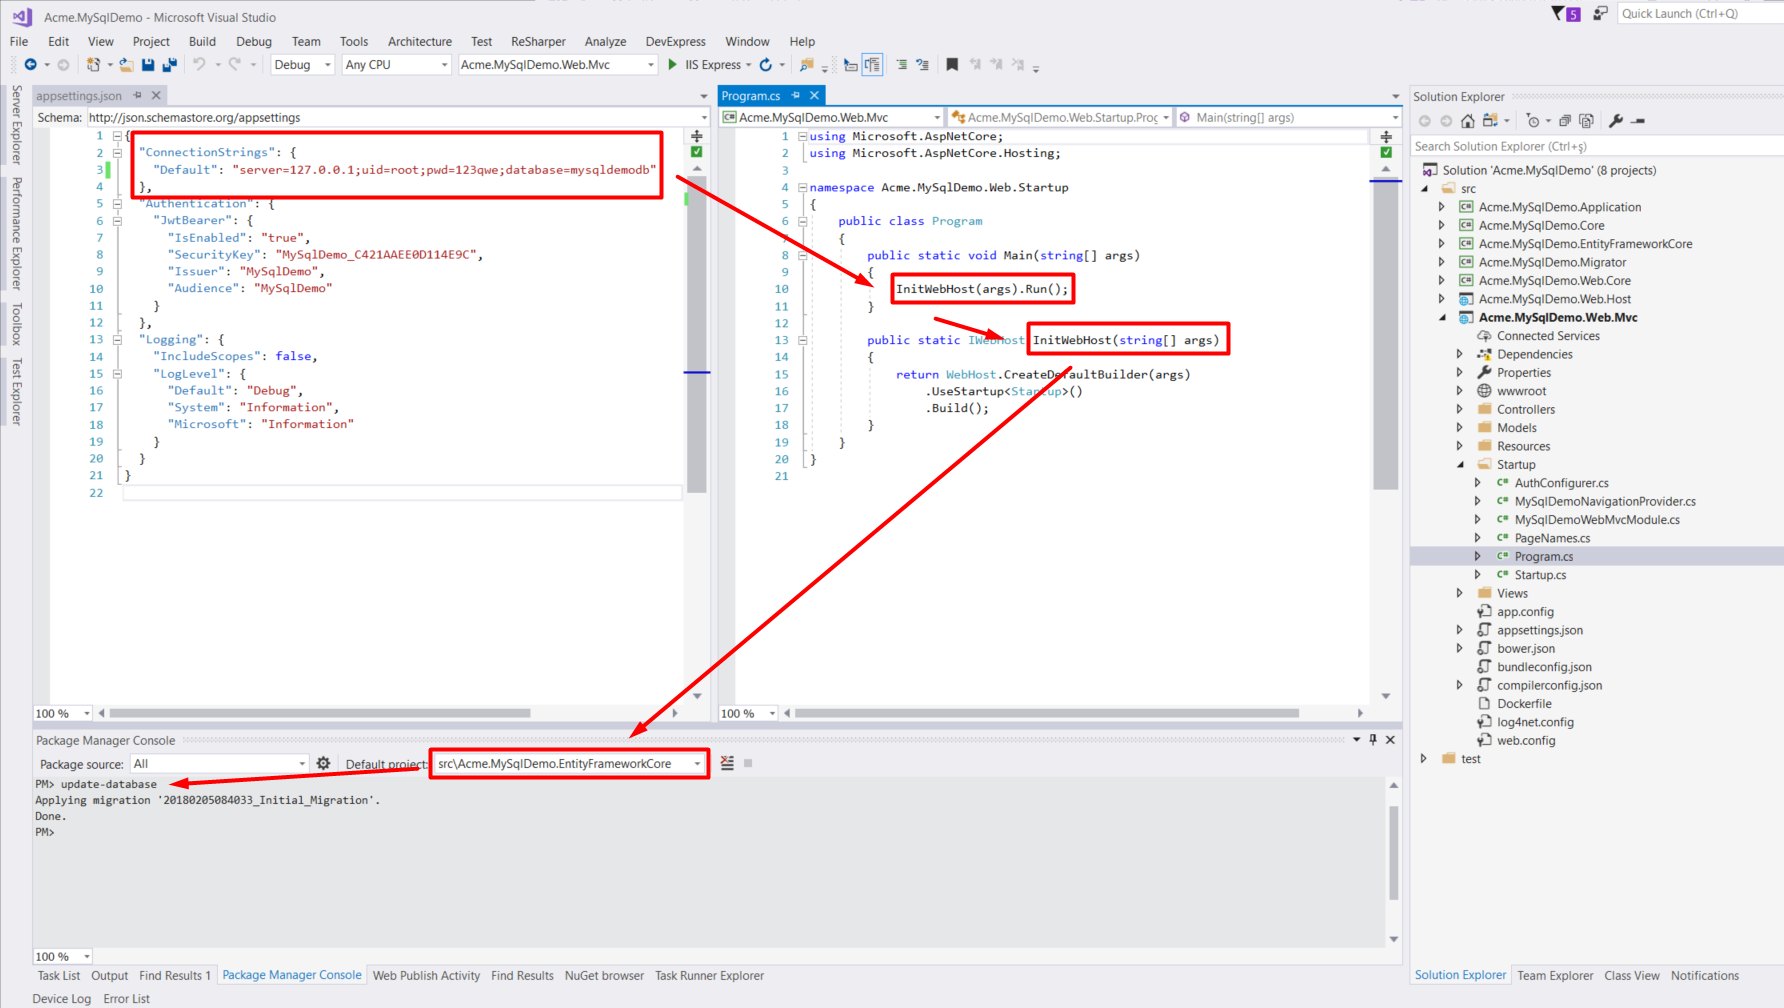 Acme.MySqlDemo - Microsoft Visual Studio
5
Quick Launch (Ctrl+Q)
File Edit View Project Build Debug Team Tools Architecture Test ReSharper Analyze DevExpress Window Help
Debug Any CPU Acme.MySqlDemo.Web.Mvc IIS Express
Server Explorer
Performance Explorer
Toolbox
Test Explorer
appsettings.json
Schema: http://json.schemastore.org/appsettings
1 {
2 "ConnectionStrings": {
3 "Default": "server=127.0.0.1;uid=root;pwd=123qwe;database=mysqldemodb"
4 },
5 "Authentication": {
6 "JwtBearer": {
7 "IsEnabled": "true",
8 "SecurityKey": "MySqlDemo_C421AAEE0D114E9C",
9 "Issuer": "MySqlDemo",
10 "Audience": "MySqlDemo"
11 }
12 },
13 "Logging": {
14 "IncludeScopes": false,
15 "LogLevel": {
16 "Default": "Debug",
17 "System": "Information",
18 "Microsoft": "Information"
19 }
20 }
21 }
22
100 %
Program.cs
Acme.MySqlDemo.Web.Mvc Acme.MySqlDemo.Web.Startup.Prog Main(string[] args)
1 using Microsoft.AspNetCore;
2 using Microsoft.AspNetCore.Hosting;
3
4 namespace Acme.MySqlDemo.Web.Startup
5 {
6 public class Program
7 {
8 public static void Main(string[] args)
9 {
10 InitWebHost(args).Run();
11 }
12
13 public static IWebHost InitWebHost(string[] args)
14 {
15 return WebHost.CreateDefaultBuilder(args)
16 .UseStartup<Startup>()
17 .Build();
18 }
19 }
20 }
21
100 %
Package Manager Console
Package source: All Default project: src\Acme.MySqlDemo.EntityFrameworkCore
PM> update-database
Applying migration '20180205084033_Initial_Migration'.
Done.
PM>
100 %
Task List Output Find Results 1 Package Manager Console Web Publish Activity Find Results NuGet browser Task Runner Explorer
Device Log Error List
Solution Explorer
Search Solution Explorer (Ctrl+ş)
Solution 'Acme.MySqlDemo' (8 projects)
src
Acme.MySqlDemo.Application
Acme.MySqlDemo.Core
Acme.MySqlDemo.EntityFrameworkCore
Acme.MySqlDemo.Migrator
Acme.MySqlDemo.Web.Core
Acme.MySqlDemo.Web.Host
Acme.MySqlDemo.Web.Mvc
Connected Services
Dependencies
Properties
wwwroot
Controllers
Models
Resources
Startup
C# AuthConfigurer.cs
C# MySqlDemoNavigationProvider.cs
C# MySqlDemoWebMvcModule.cs
C# PageNames.cs
C# Program.cs
C# Startup.cs
Views
app.config
appsettings.json
bower.json
bundleconfig.json
compilerconfig.json
Dockerfile
log4net.config
web.config
test
Solution Explorer Team Explorer Class View Notifications